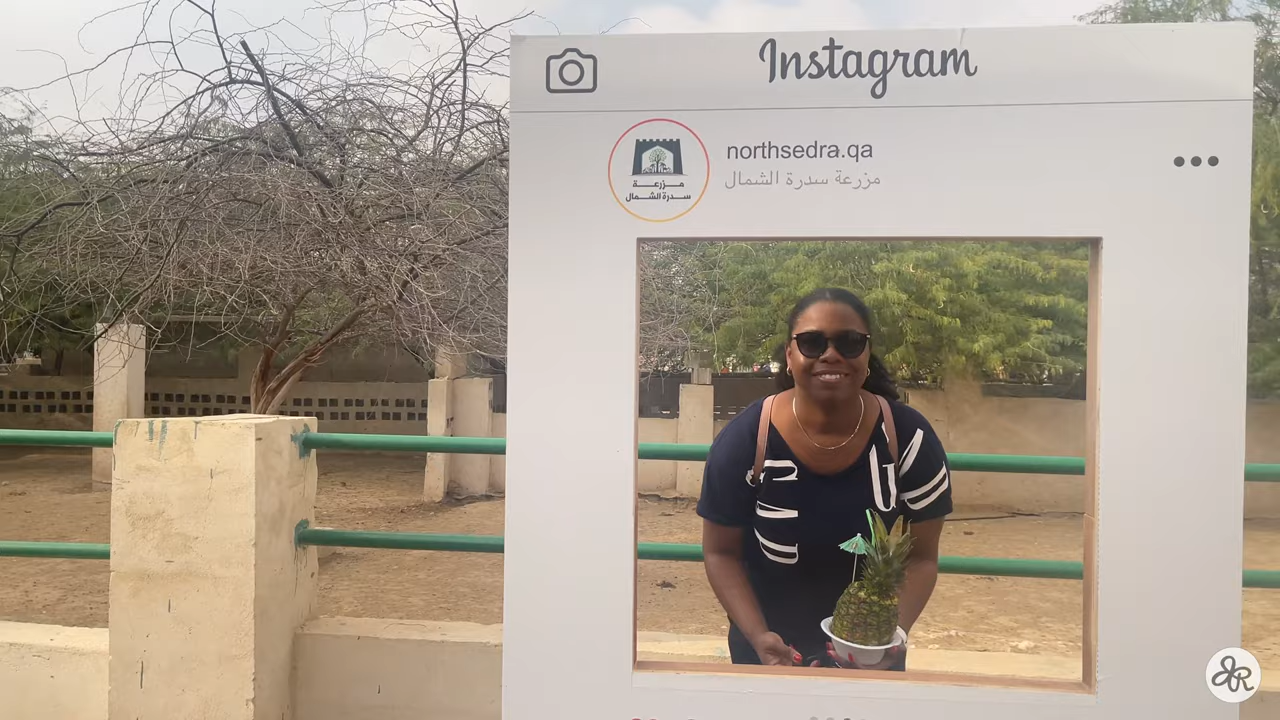 Instagram
northsedra.qa
مزرعة سدرة الشمال
مزرعة
سدرة الشمال